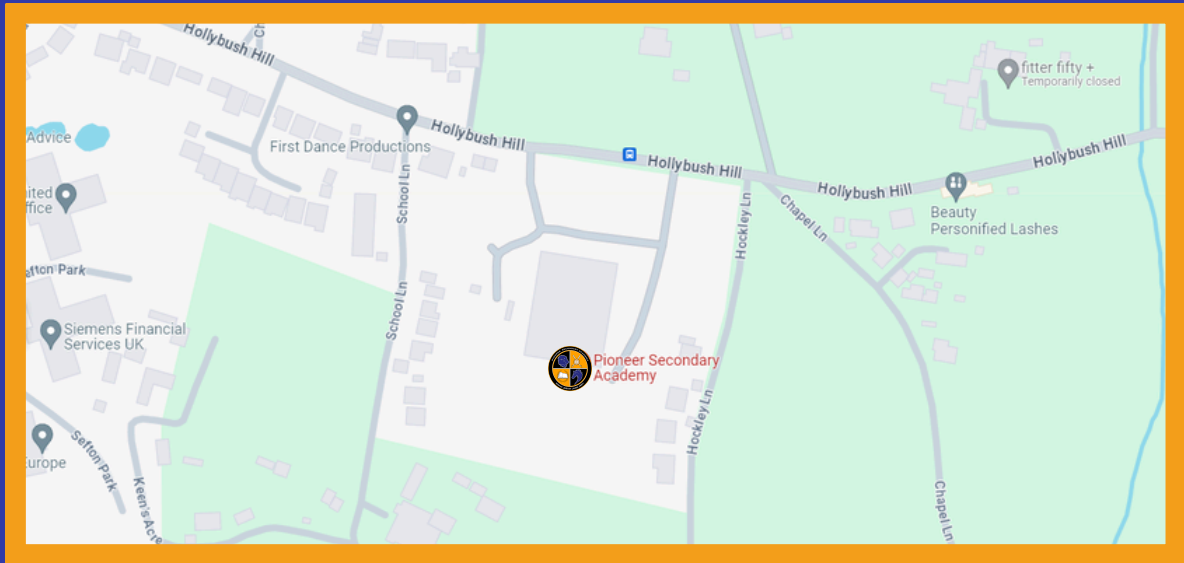 Hollybush Hill
Ch
fitter fifty +
Temporarily closed
Advice
First Dance Productions
Hollybush Hill
Hollybush Hill
Hollybush Hill
Hollybush Hill
ited
ffice
School Ln
Hockley Ln
Chapel Ln
Beauty
Personified Lashes
efton Park
School Ln
Siemens Financial
Services UK
Pioneer Secondary
Academy
Hockley Ln
Sefton Park
Europe
Keen's Acre
Chapel Ln